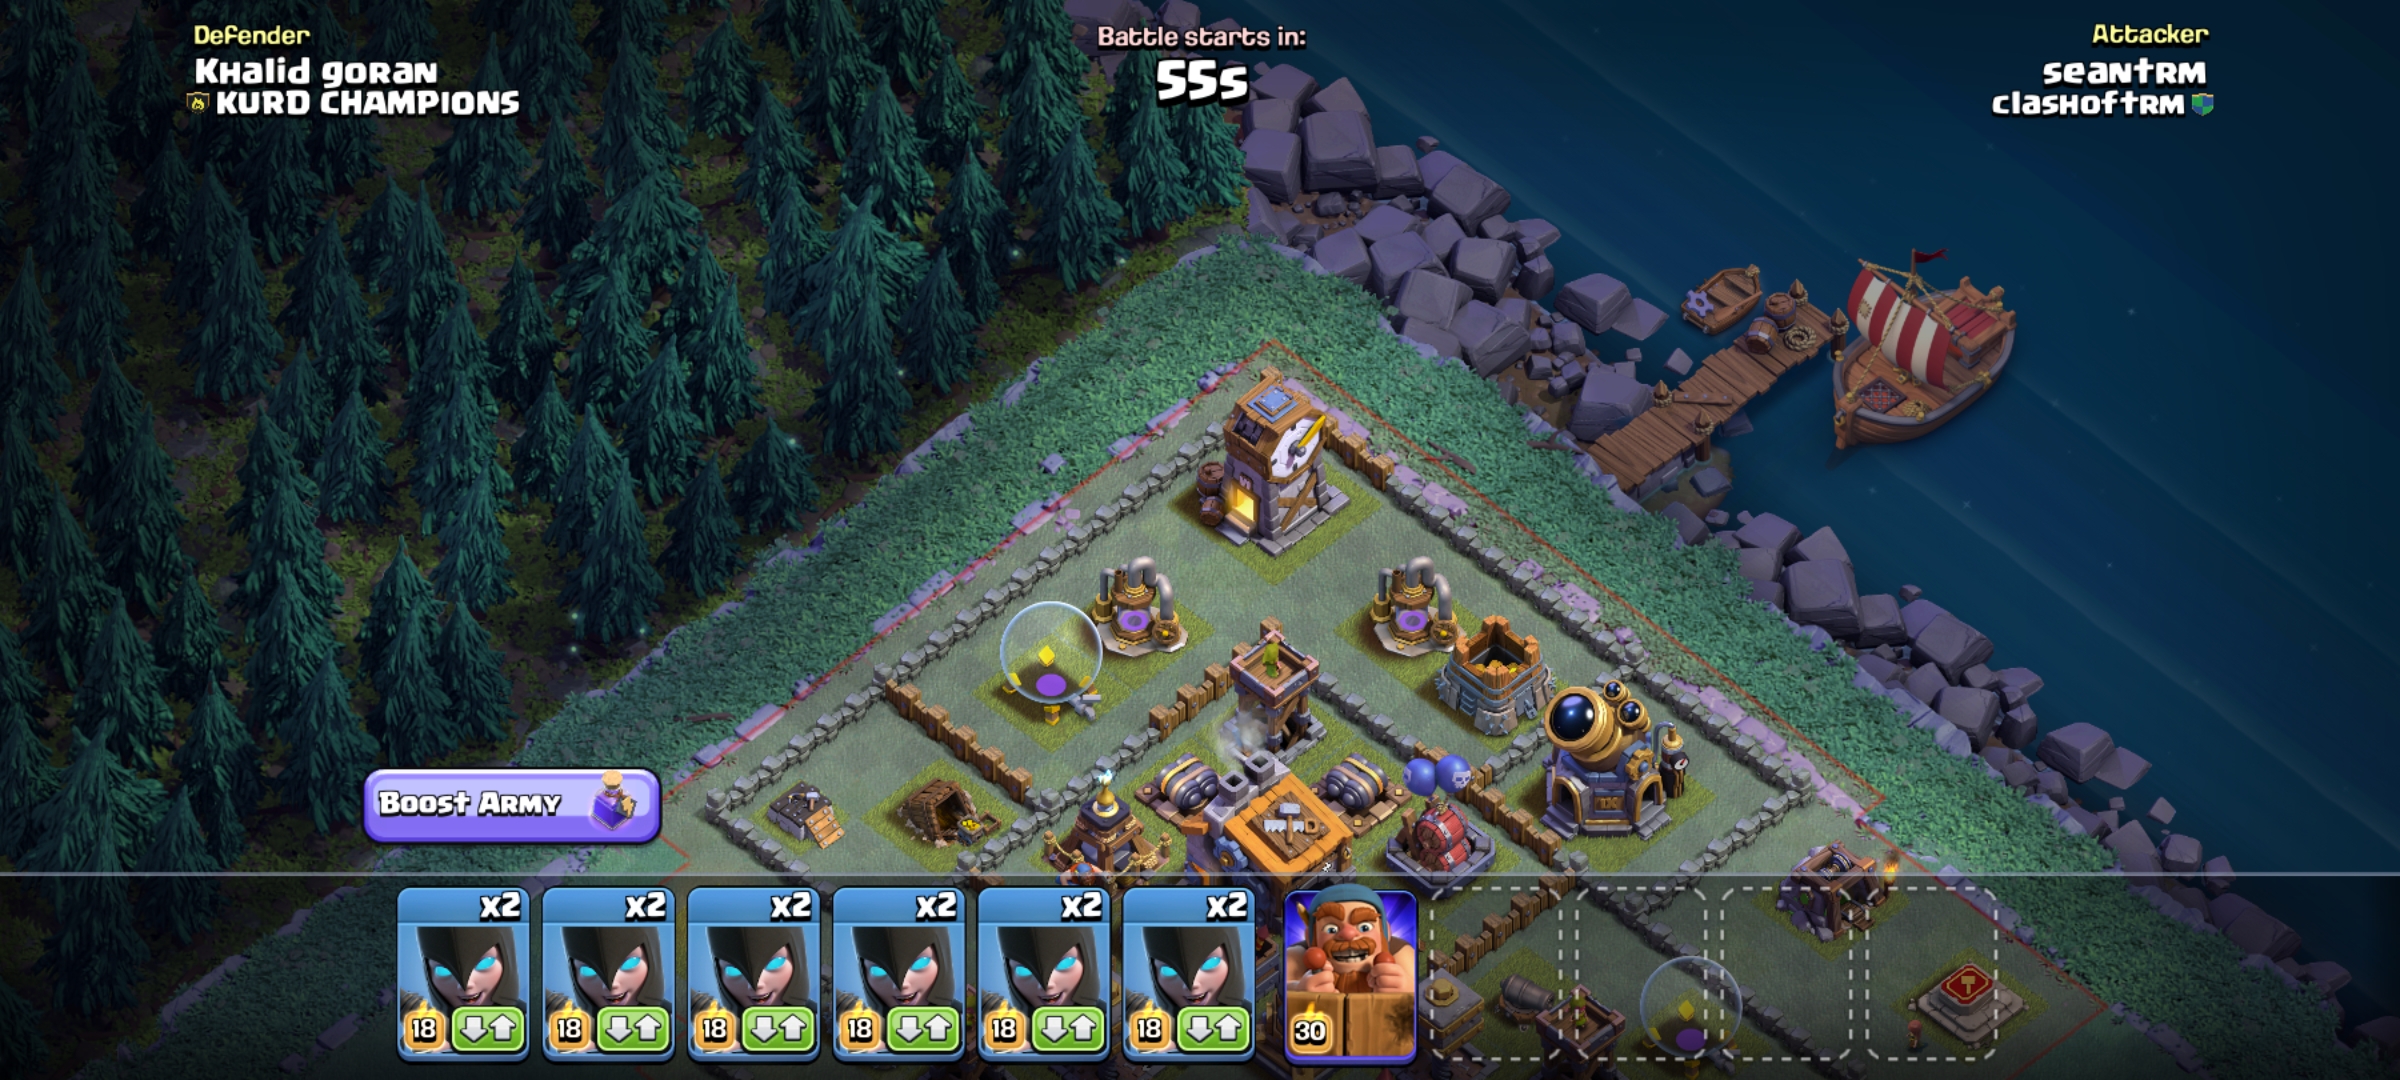 Defender
Khalid goran
KURD CHAMPIONS
Battle starts in:
55s
Attacker
seantRM
clashoftRM
Boost Army
x2
x2
x2
x2
x2
x2
18
18
18
18
18
18
30